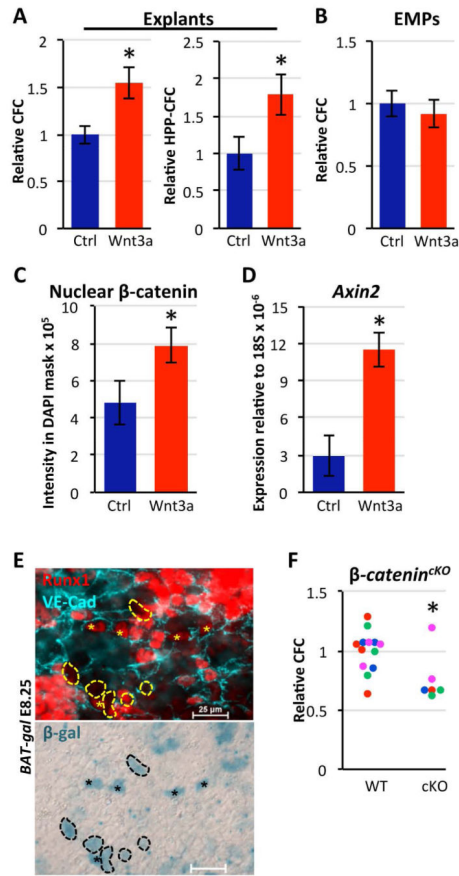 A
Explants
B
EMPs
Relative CFC
2
1.5
1
0.5
*
Ctrl
Wnt3a
Relative HPP-CFC
2.5
2
1.5
1
0.5
0
*
Ctrl
Wnt3a
Relative CFC
1.5
1
0.5
0
Ctrl
Wnt3a
C
Nuclear β-catenin
Intensity in DAPI mask x 10⁵
10
8
6
4
2
0
*
Ctrl
Wnt3a
D
Axin2
Expression relative to 18S x 10⁻⁶
15
12
9
6
3
0
*
Ctrl
Wnt3a
E
BAT-gal E8.25
Runx1
VE-Cad
* * * * *
25 μm
β-gal
* * * * *
F
β-cateninᶜᴷᴼ
Relative CFC
1.5
1
0.5
0
*
WT
cKO